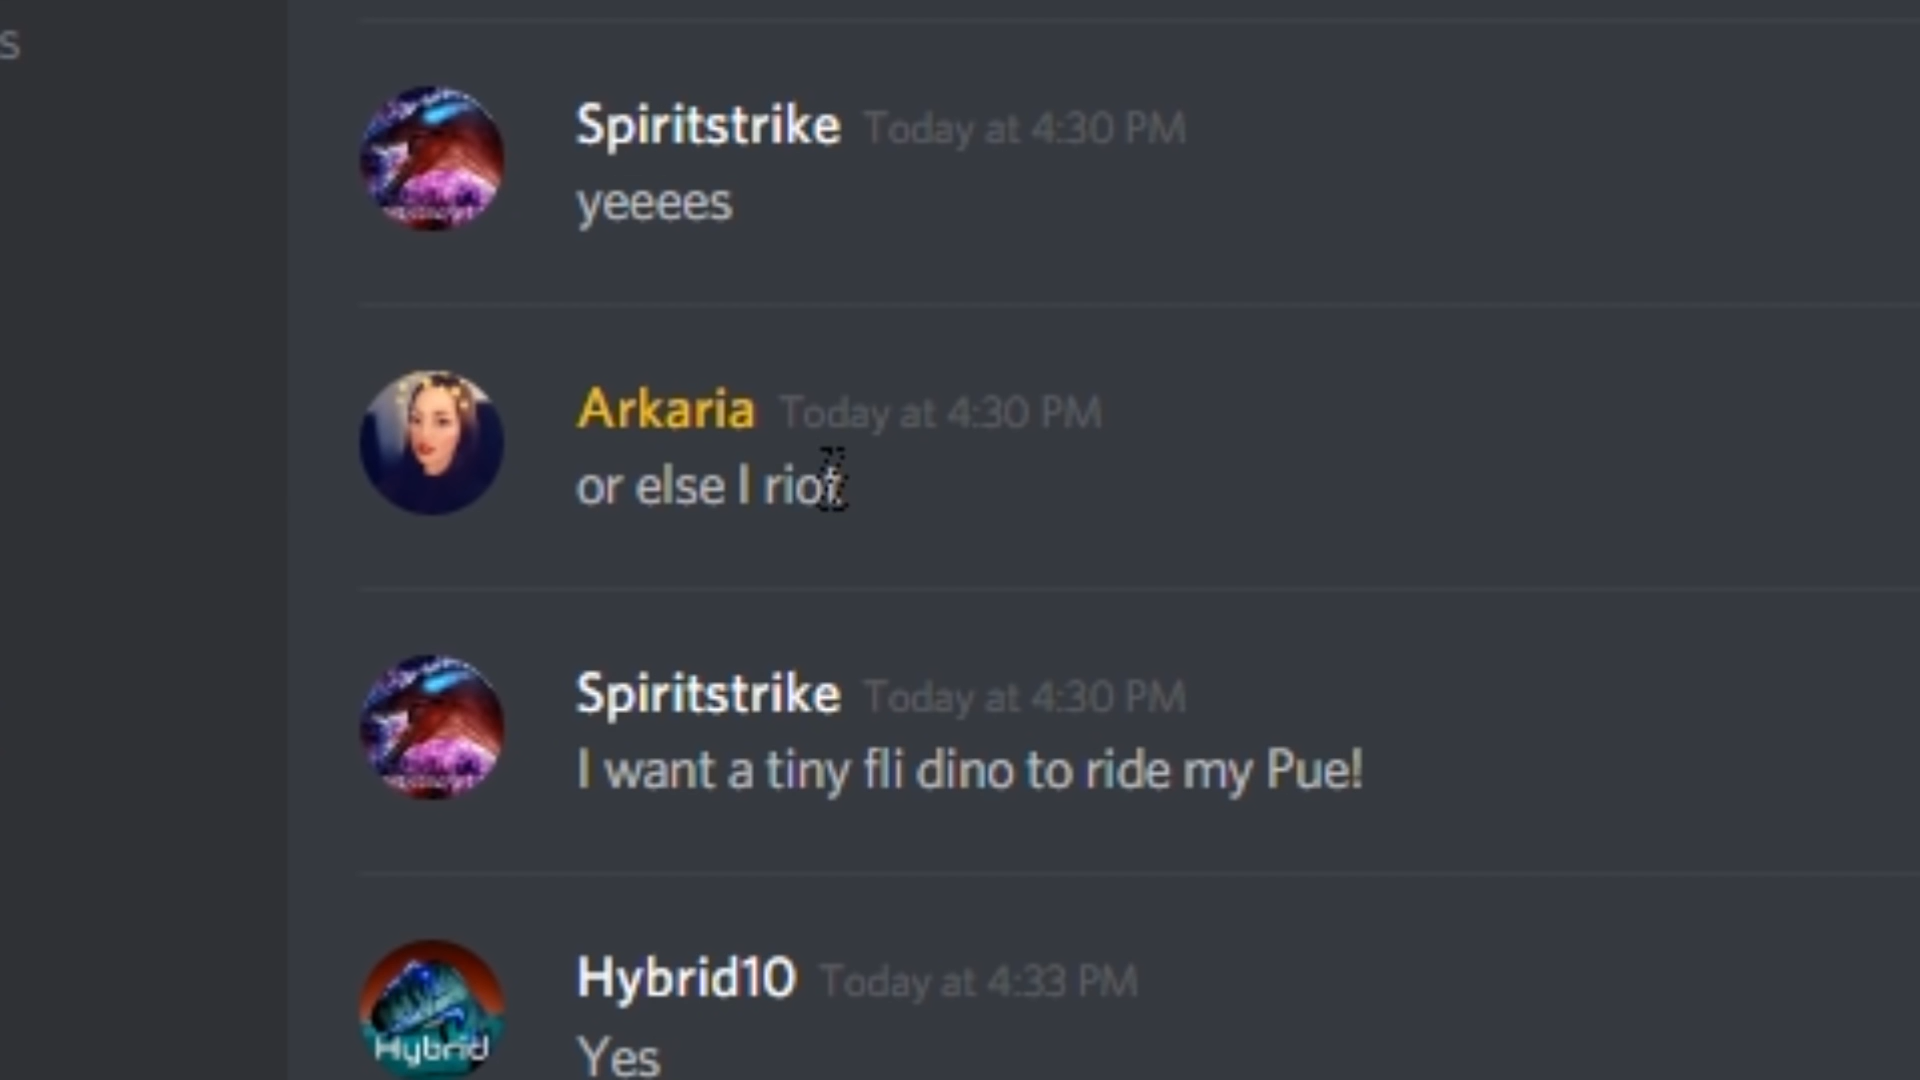 s
Spiritstrike Today at 4:30 PM
yeeees
Arkaria Today at 4:30 PM
or else I riot
Spiritstrike Today at 4:30 PM
I want a tiny fli dino to ride my Pue!
Hybrid10 Today at 4:33 PM
Hybrid
Yes